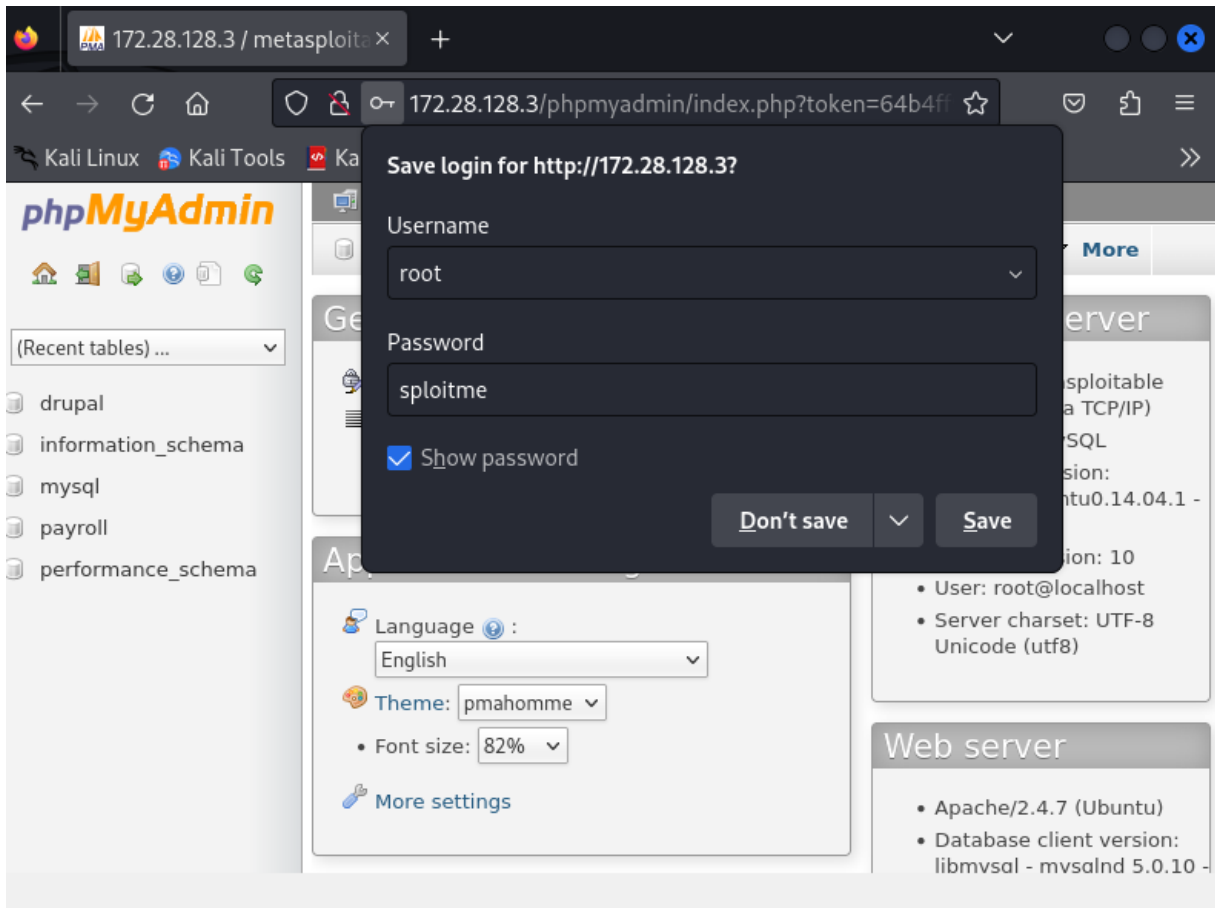 172.28.128.3 / metasploita
172.28.128.3/phpmyadmin/index.php?token=64b4ff
Kali Linux
Kali Tools
Ka
phpMyAdmin
(Recent tables) ...
drupal
information_schema
mysql
payroll
performance_schema
Save login for http://172.28.128.3?
Username
root
Password
sploitme
Show password
Don't save
Save
More
Ge
Ap
Language :
English
Theme: pmahomme
• Font size: 82%
More settings
erver
sploitable
a TCP/IP)
SQL
sion:
ntu0.14.04.1 -
ion: 10
• User: root@localhost
• Server charset: UTF-8
Unicode (utf8)
Web server
• Apache/2.4.7 (Ubuntu)
• Database client version:
libmysql - mysqlnd 5.0.10 -